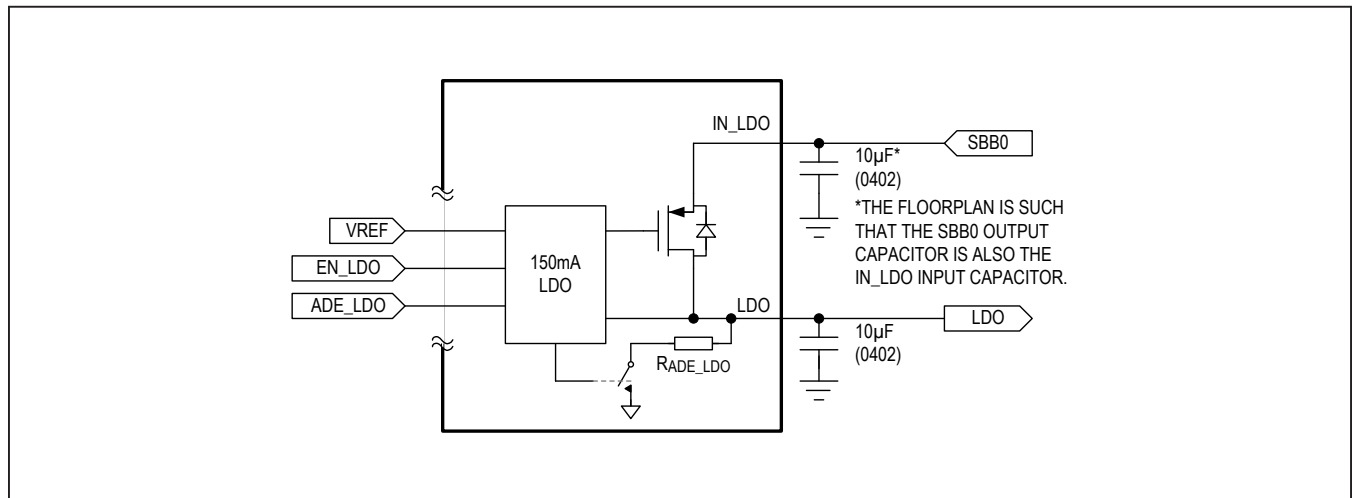 IN_LDO
SBB0
10µF*
(0402)
*THE FLOORPLAN IS SUCH
THAT THE SBB0 OUTPUT
CAPACITOR IS ALSO THE
IN_LDO INPUT CAPACITOR.
VREF
EN_LDO
ADE_LDO
150mA
LDO
LDO
LDO
10µF
(0402)
RADE_LDO